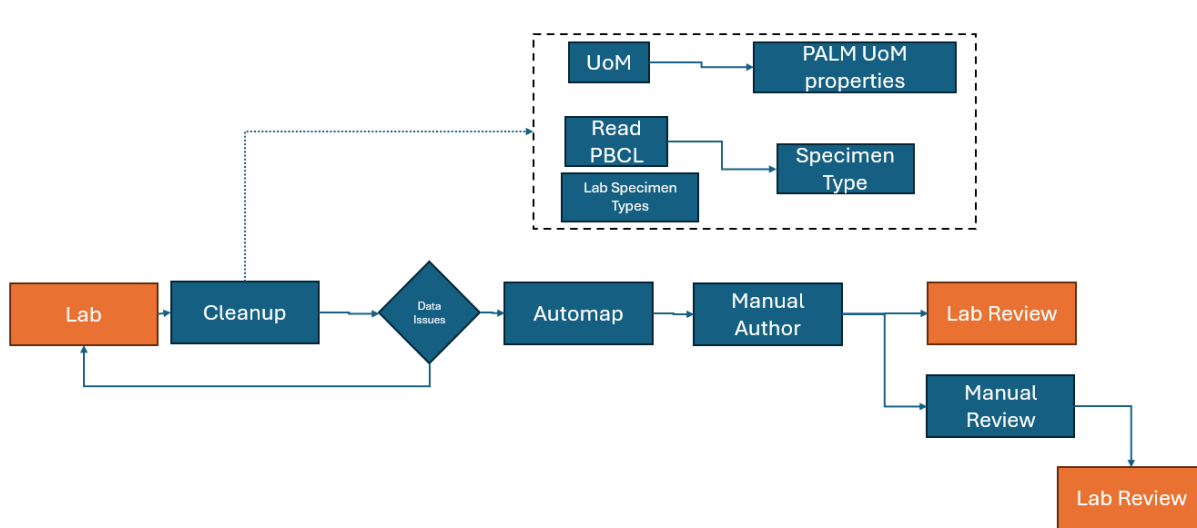 UoM
PALM UoM
properties
Read
PBCL
Specimen
Type
Lab Specimen
Types
Lab
Cleanup
Data
Issues
Automap
Manual
Author
Lab Review
Manual
Review
Lab Review